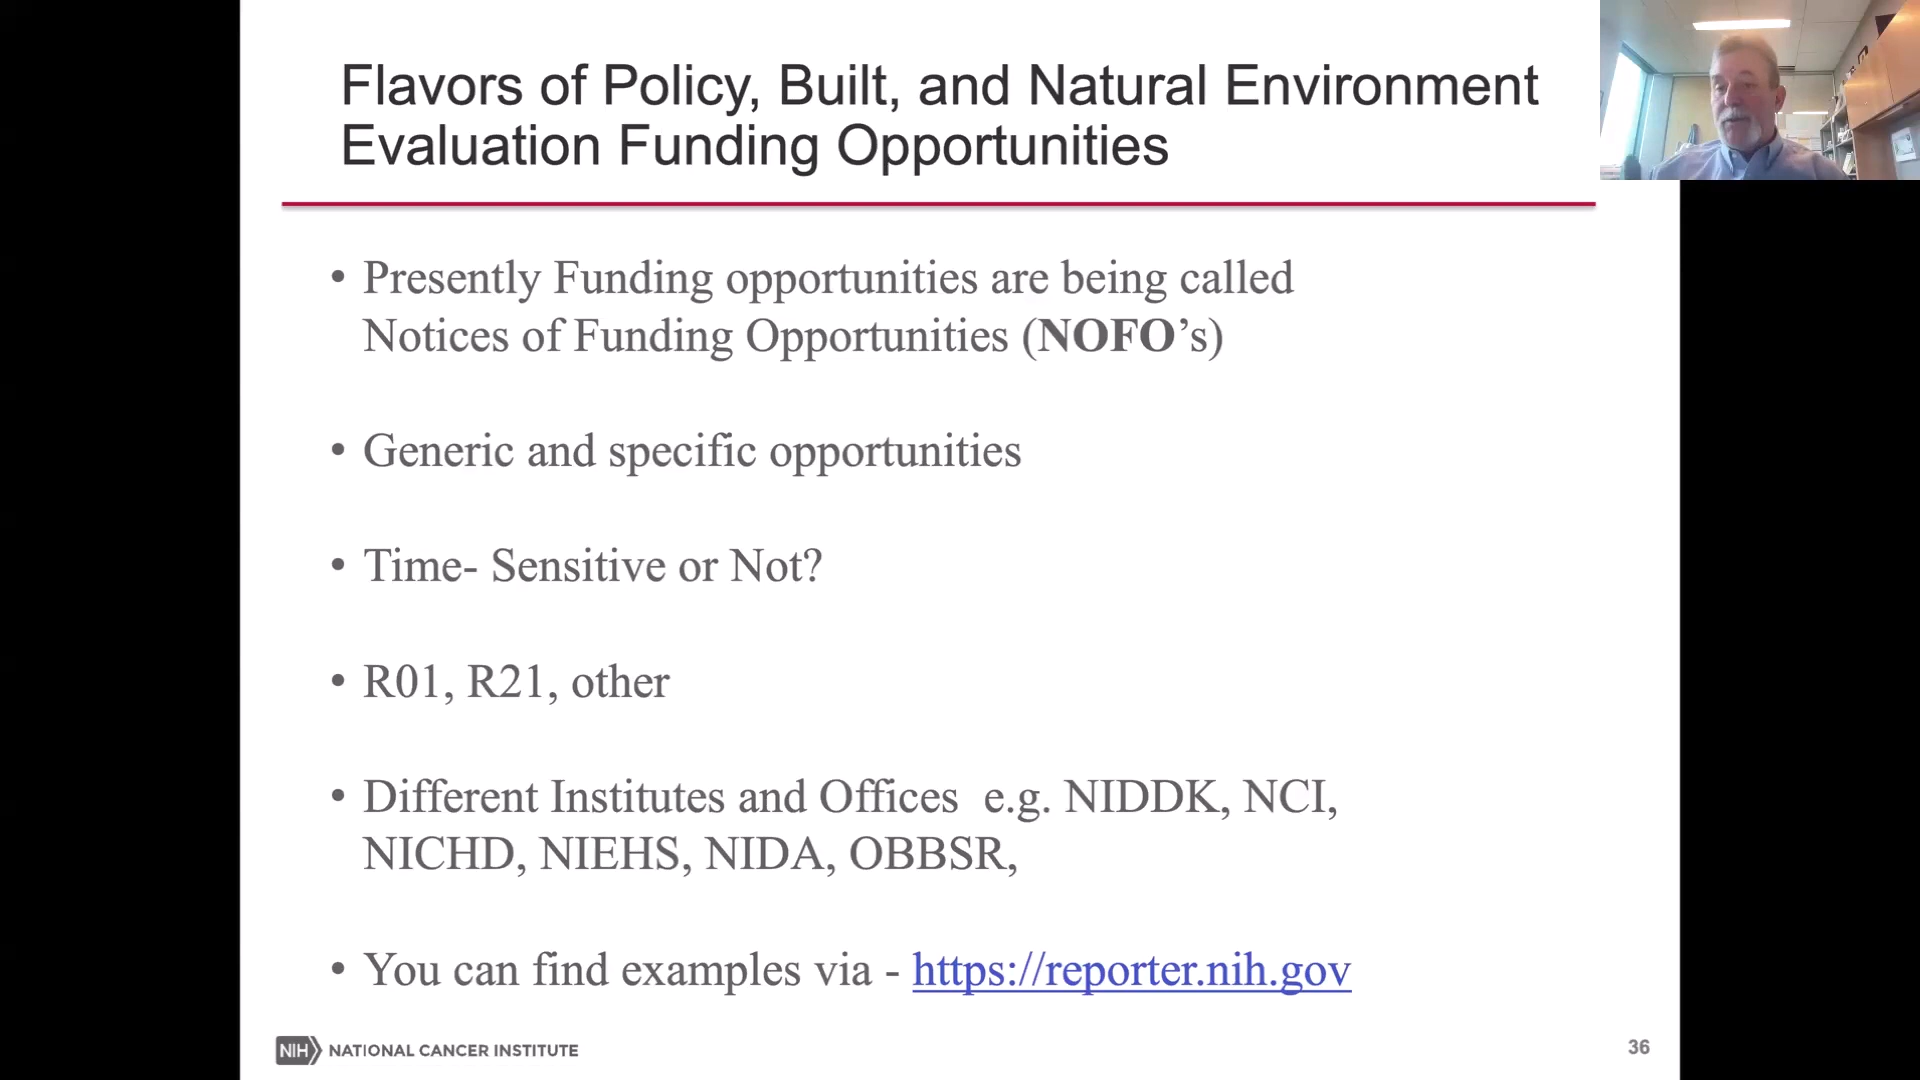 Flavors of Policy, Built, and Natural Environment
Evaluation Funding Opportunities
• Presently Funding opportunities are being called
Notices of Funding Opportunities (NOFO’s)
• Generic and specific opportunities
• Time- Sensitive or Not?
• R01, R21, other
• Different Institutes and Offices  e.g. NIDDK, NCI,
NICHD, NIEHS, NIDA, OBBSR,
• You can find examples via - https://reporter.nih.gov
NIH NATIONAL CANCER INSTITUTE
36